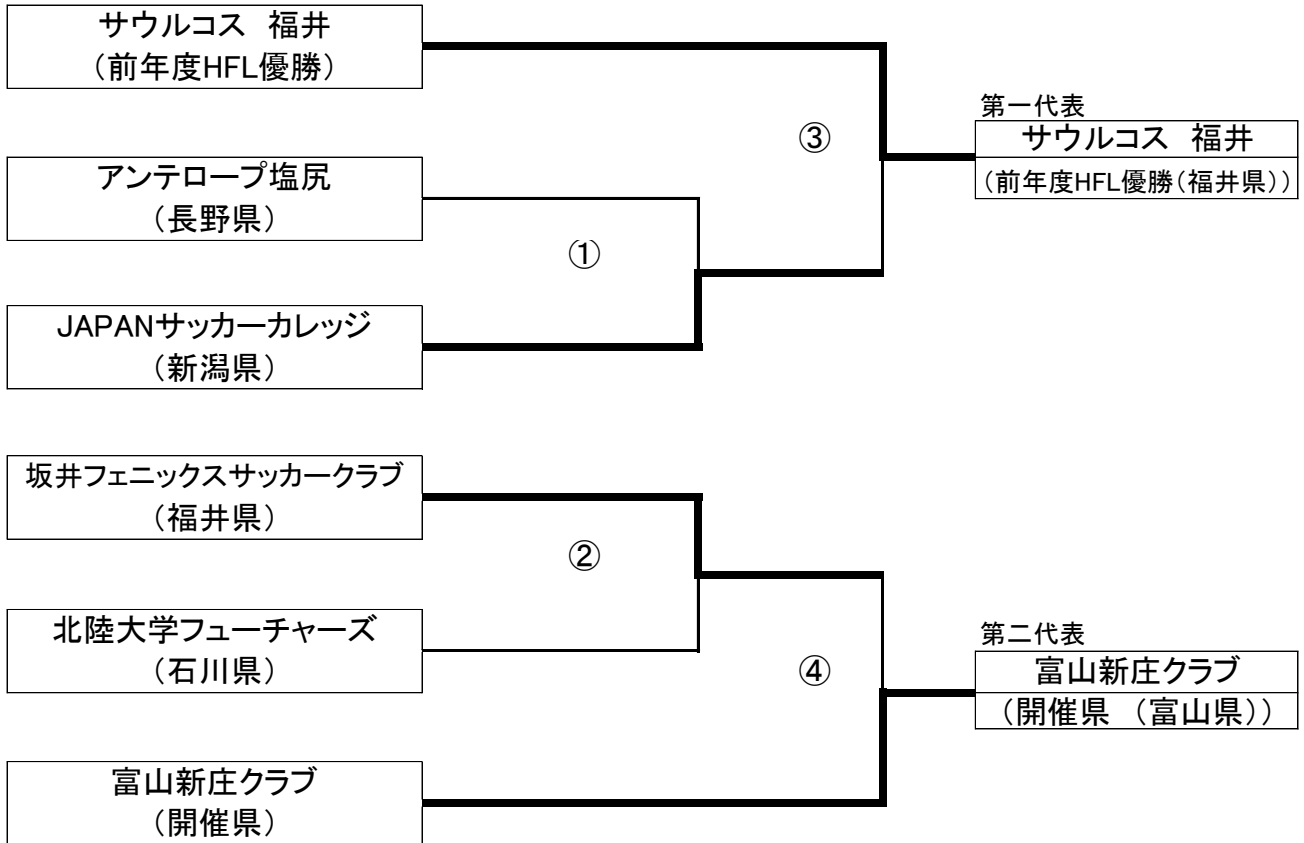 サウルコス 福井
（前年度HFL優勝）
第一代表
サウルコス 福井
（前年度HFL優勝（福井県））
③
アンテロープ塩尻
（長野県）
①
JAPANサッカーカレッジ
（新潟県）
坂井フェニックスサッカークラブ
（福井県）
②
北陸大学フューチャーズ
（石川県）
第二代表
富山新庄クラブ
（開催県 （富山県））
④
富山新庄クラブ
（開催県）